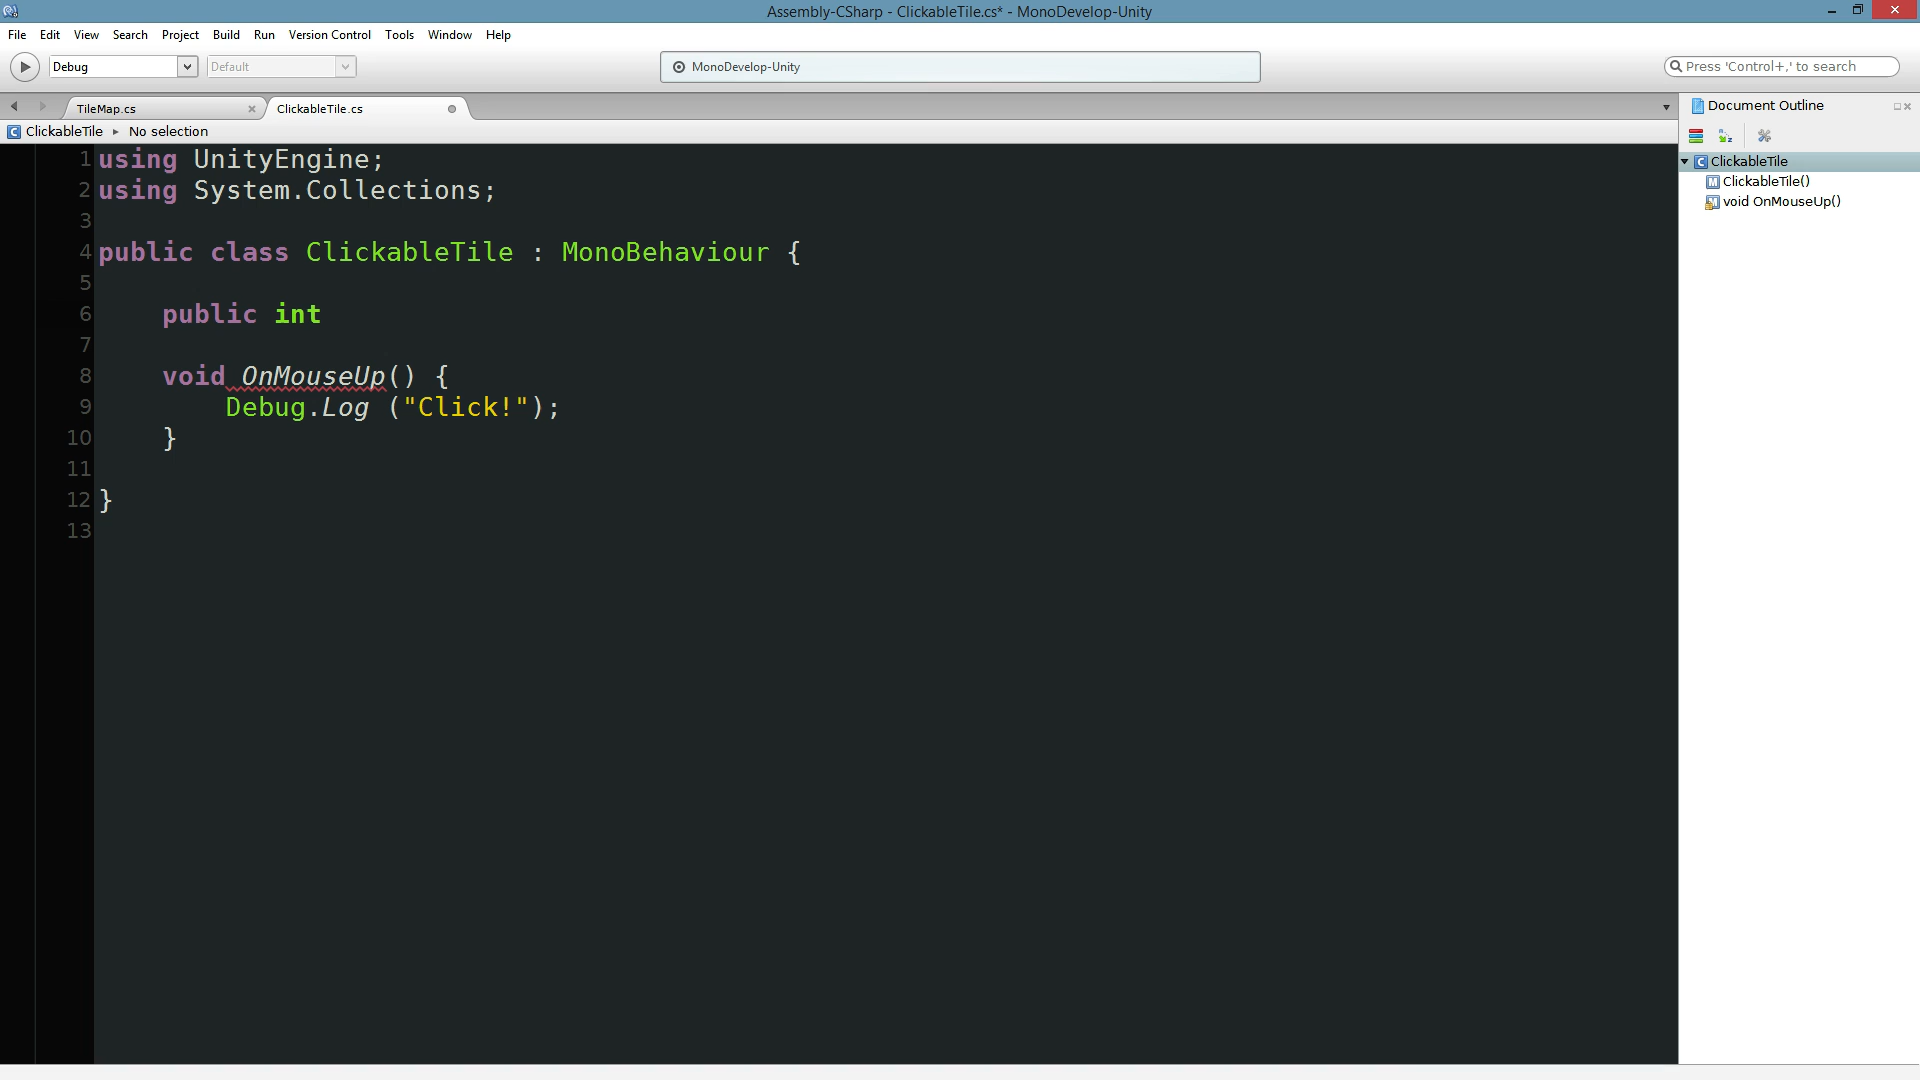 Assembly-CSharp - ClickableTile.cs* - MonoDevelop-Unity
File Edit View Search Project Build Run Version Control Tools Window Help
Debug Default MonoDevelop-Unity Press 'Control+,' to search
TileMap.cs ClickableTile.cs Document Outline
ClickableTile No selection
1 using UnityEngine;
2 using System.Collections;
3
4 public class ClickableTile : MonoBehaviour {
5
6 public int
7
8 void OnMouseUp() {
9 Debug.Log ("Click!");
10 }
11
12 }
13
ClickableTile
ClickableTile()
void OnMouseUp()